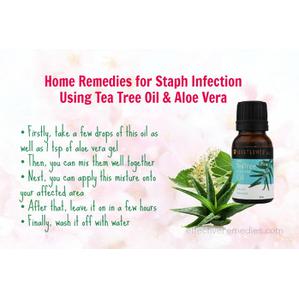 Home Remedies for Staph Infection
Using Tea Tree Oil & Aloe Vera
• Firstly, take a few drops of this oil as
well as 1 tsp of aloe vera gel
• Then, you can mis them well together
• Next, you can apply this mixture onto
your affected area
• After that, leave it on in a few hours
• Finally, wash it off with water
Tea Tree
effectiveremedies.com